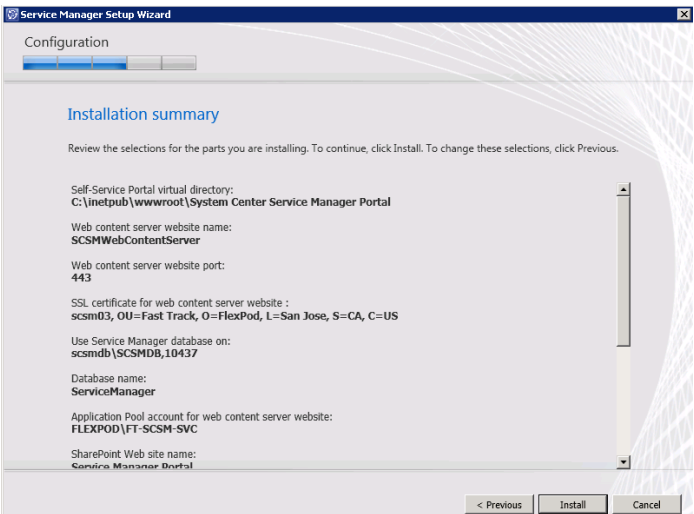 Service Manager Setup Wizard
Configuration
Installation summary
Review the selections for the parts you are installing. To continue, click Install. To change these selections, click Previous.
Self-Service Portal virtual directory:
C:\inetpub\wwwroot\System Center Service Manager Portal
Web content server website name:
SCSMWebContentServer
Web content server website port:
443
SSL certificate for web content server website :
scsm03, OU=Fast Track, O=FlexPod, L=San Jose, S=CA, C=US
Use Service Manager database on:
scsmdb\SCSMDB,10437
Database name:
ServiceManager
Application Pool account for web content server website:
FLEXPOD\FT-SCSM-SVC
SharePoint Web site name:
Service Manager Portal
< Previous Install Cancel